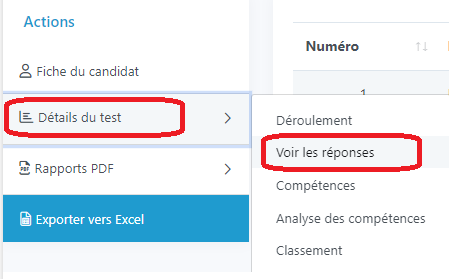 Actions
Numéro
Fiche du candidat
1
Détails du test
Déroulement
Voir les réponses
Rapports PDF
Compétences
Exporter vers Excel
Analyse des compétences
Classement